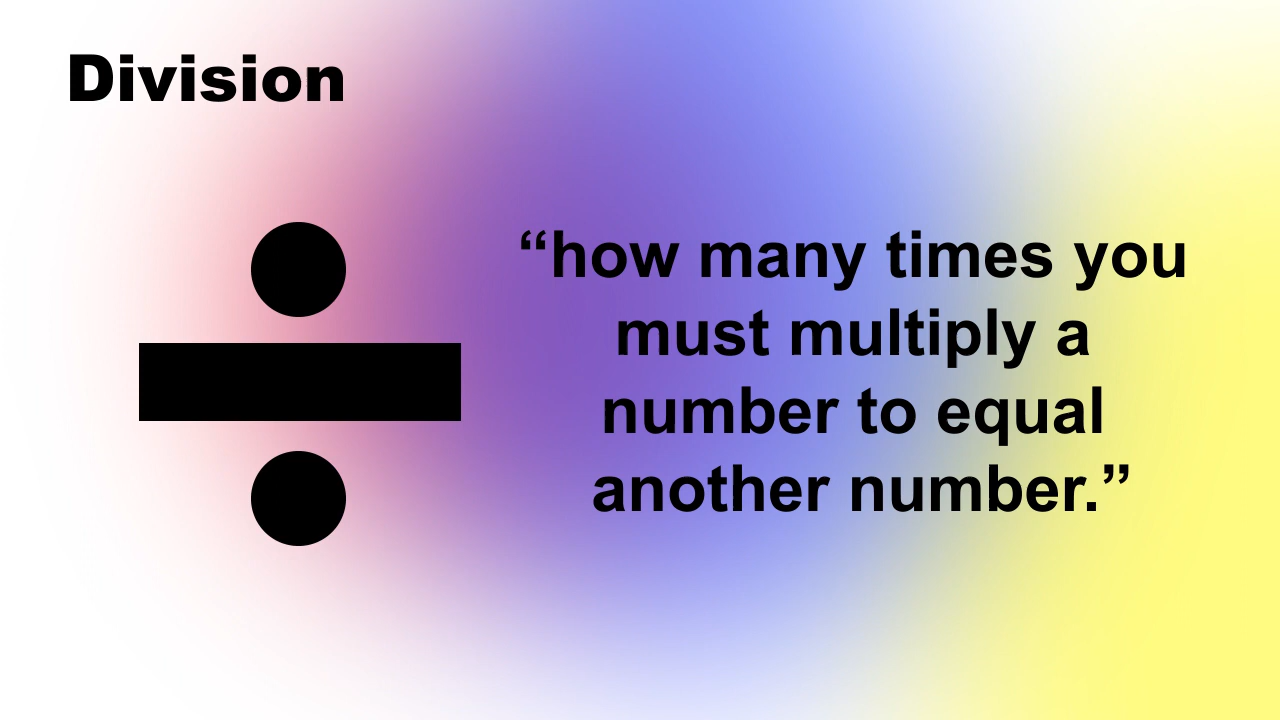 Division
“how many times you
must multiply a
number to equal
another number.”